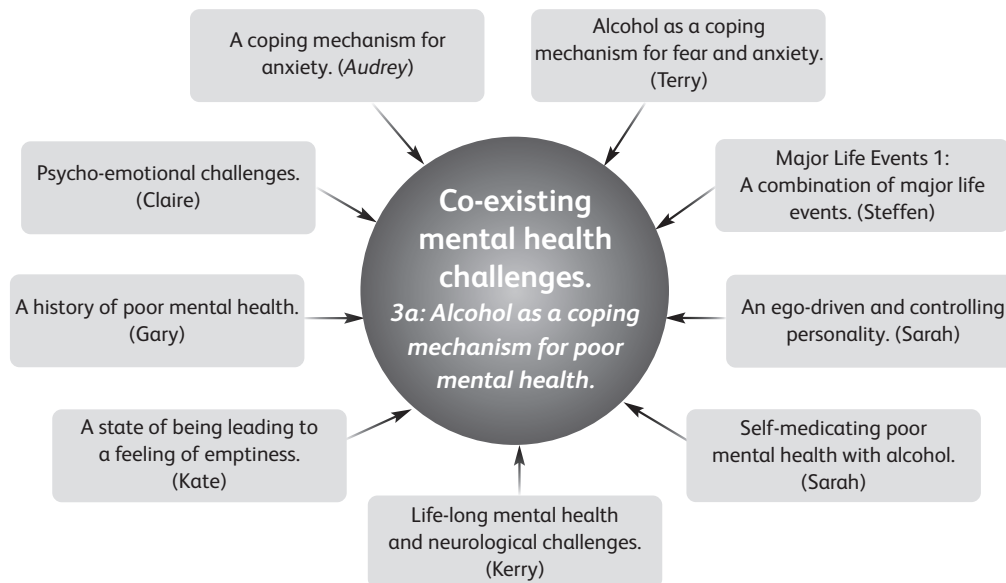 A coping mechanism for
anxiety. (Audrey)
Alcohol as a coping
mechanism for fear and anxiety.
(Terry)
Psycho-emotional challenges.
(Claire)
Major Life Events 1:
A combination of major life
events. (Steffen)
Co-existing
mental health
challenges.
3a: Alcohol as a coping
mechanism for poor
mental health.
A history of poor mental health.
(Gary)
An ego-driven and controlling
personality. (Sarah)
A state of being leading to
a feeling of emptiness.
(Kate)
Self-medicating poor
mental health with alcohol.
(Sarah)
Life-long mental health
and neurological challenges.
(Kerry)